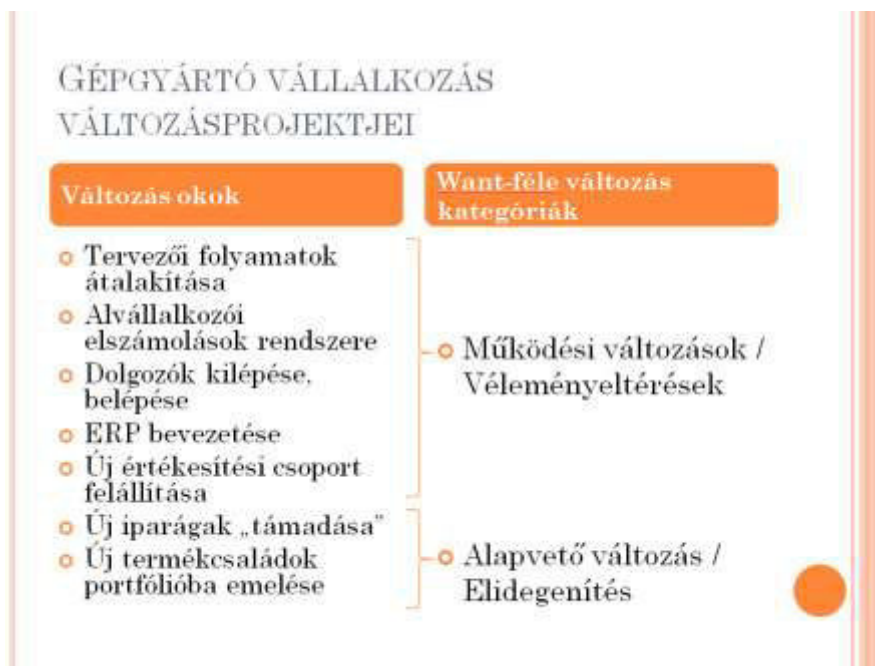 GÉPGYÁRTÓ VÁLLALKOZÁS
VÁLTOZÁSPROJEKTJEI
Változás okok
Want-féle változás
kategóriák
Tervezői folyamatok
átalakítása
Alvállalkozói
elszámolások rendszere
Dolgozók kilépése,
belépése
ERP bevezetése
Új értékesítési csoport
felállítása
Új iparágak „támadása”
Új termékcsaládok
portfólióba emelése
Működési változások /
Véleményeltérések
Alapvető változás /
Elidegenítés